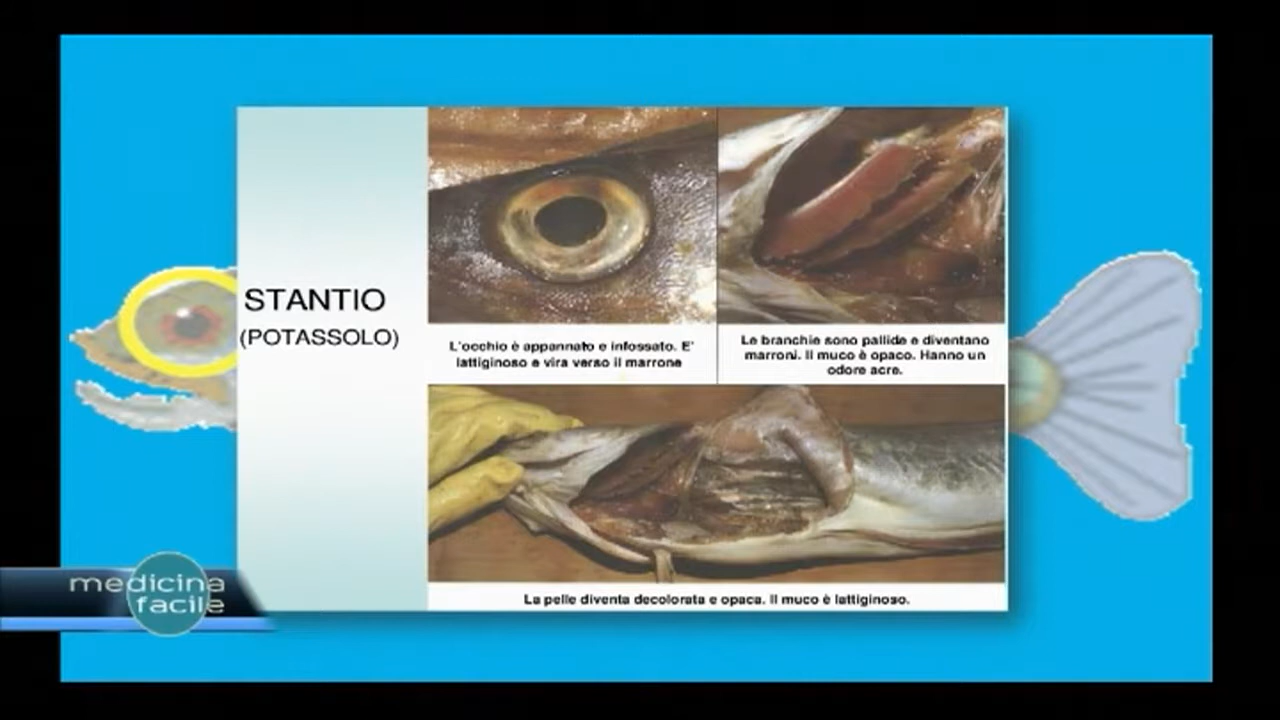 STANTIO
(POTASSOLO)
L'occhio è appannato e infossato. E'
lattiginoso e vira verso il marrone
Le branchie sono pallide e diventano
marroni. Il muco è opaco. Hanno un
odore acre.
La pelle diventa decolorata e opaca. Il muco è lattiginoso.
medicina
facile